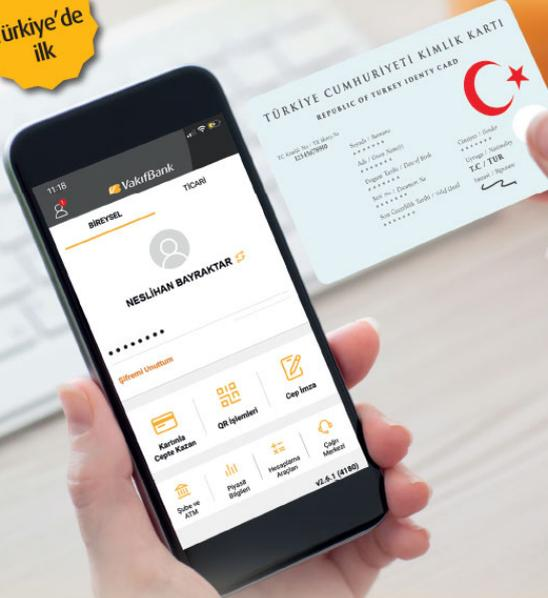 Türkiye'de
ilk
TÜRKİYE CUMHURİYETİ KİMLİK KARTI
REPUBLIC OF TURKEY IDENTY CARD
TC Kimlik No / TR Identy No
12345678910
Soyadı / Surname
*******
Adı / Given Name(s)
*******
Doğum Tarihi / Date of Birth
*******
Seri no / Document No
*******
Son Geçerlilik Tarihi / Valid Until
*******
Cinsiyet / Gender
*******
Uyruğu / Nationality
T.C / TUR
İmzası / Signature
11:18
VakıfBank
BİREYSEL
TİCARİ
NESLİHAN BAYRAKTAR
••••••••
Şifremi Unuttum
Kartınla
Cepte Kazan
QR İşlemleri
Cep İmza
Şube ve
ATM
Piyasa
Bilgileri
Hesaplama
Araçları
Çağrı
Merkezi
v2.6.1 (4180)